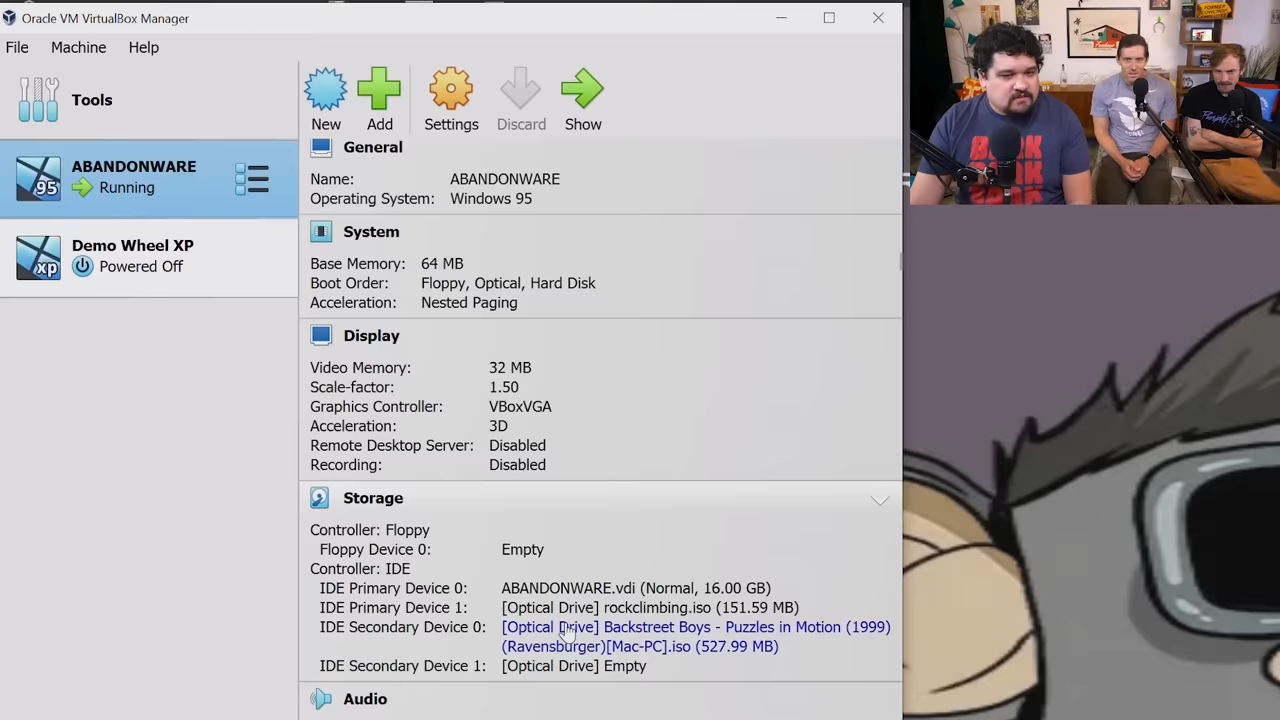 Oracle VM VirtualBox Manager
File Machine Help
Tools
New Add Settings Discard Show
ABANDONWARE
Running
95
Demo Wheel XP
Powered Off
xp
General
Name: ABANDONWARE
Operating System: Windows 95
System
Base Memory: 64 MB
Boot Order: Floppy, Optical, Hard Disk
Acceleration: Nested Paging
Display
Video Memory: 32 MB
Scale-factor: 1.50
Graphics Controller: VBoxVGA
Acceleration: 3D
Remote Desktop Server: Disabled
Recording: Disabled
Storage
Controller: Floppy
Floppy Device 0: Empty
Controller: IDE
IDE Primary Device 0: ABANDONWARE.vdi (Normal, 16.00 GB)
IDE Primary Device 1: [Optical Drive] rockclimbing.iso (151.59 MB)
IDE Secondary Device 0: [Optical Drive] Backstreet Boys - Puzzles in Motion (1999)
(Ravensburger)[Mac-PC].iso (527.99 MB)
IDE Secondary Device 1: [Optical Drive] Empty
Audio